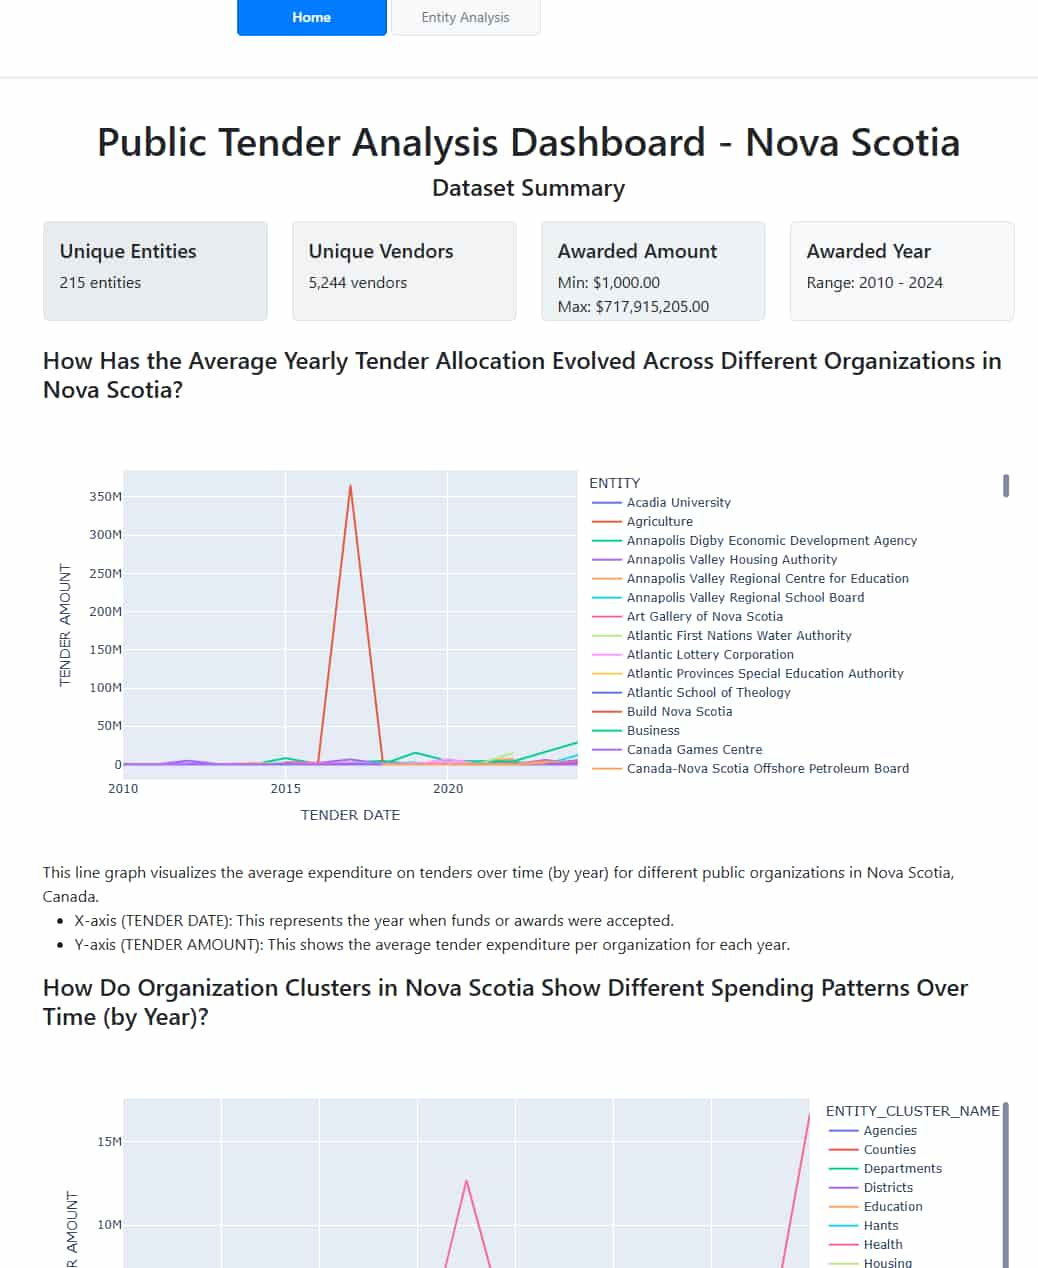 Home
Entity Analysis
Public Tender Analysis Dashboard - Nova Scotia
Dataset Summary
Unique Entities
215 entities
Unique Vendors
5,244 vendors
Awarded Amount
Min: $1,000.00
Max: $717,915,205.00
Awarded Year
Range: 2010 - 2024
How Has the Average Yearly Tender Allocation Evolved Across Different Organizations in
Nova Scotia?
TENDER AMOUNT
350M
300M
250M
200M
150M
100M
50M
0
2010
2015
2020
TENDER DATE
ENTITY
Acadia University
Agriculture
Annapolis Digby Economic Development Agency
Annapolis Valley Housing Authority
Annapolis Valley Regional Centre for Education
Annapolis Valley Regional School Board
Art Gallery of Nova Scotia
Atlantic First Nations Water Authority
Atlantic Lottery Corporation
Atlantic Provinces Special Education Authority
Atlantic School of Theology
Build Nova Scotia
Business
Canada Games Centre
Canada-Nova Scotia Offshore Petroleum Board
This line graph visualizes the average expenditure on tenders over time (by year) for different public organizations in Nova Scotia,
Canada.
• X-axis (TENDER DATE): This represents the year when funds or awards were accepted.
• Y-axis (TENDER AMOUNT): This shows the average tender expenditure per organization for each year.
How Do Organization Clusters in Nova Scotia Show Different Spending Patterns Over
Time (by Year)?
R AMOUNT
15M
10M
ENTITY_CLUSTER_NAME
Agencies
Counties
Departments
Districts
Education
Hants
Health
Housing